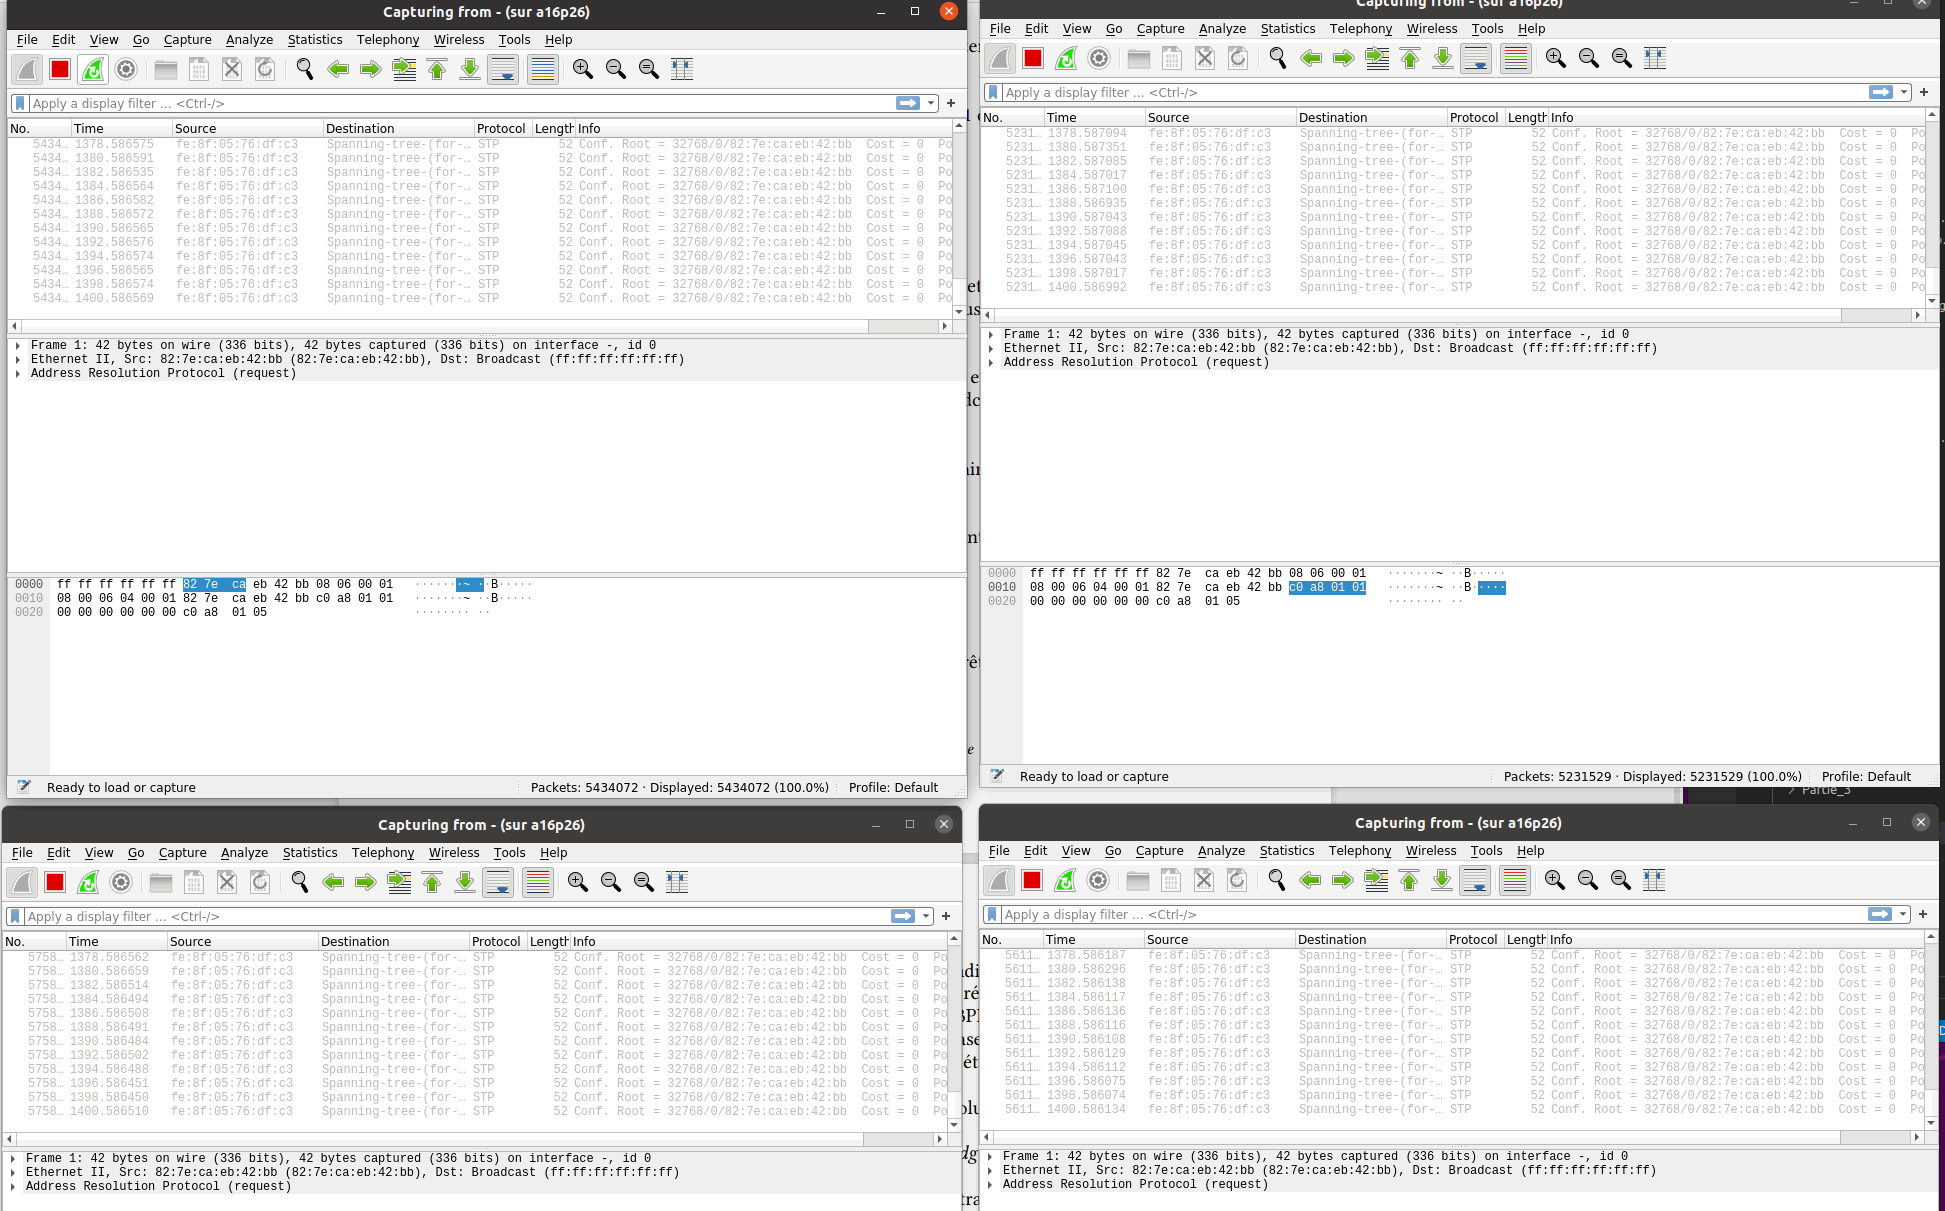 Capturing from - (sur a16p26)
File Edit View Go Capture Analyze Statistics Telephony Wireless Tools Help
Apply a display filter ... <Ctrl-/>
No. Time Source Destination Protocol Length Info
5434… 1378.586575 fe:8f:05:76:df:c3 Spanning-tree-(for-… STP 52 Conf. Root = 32768/0/82:7e:ca:eb:42:bb Cost = 0 Po
5434… 1380.586591 fe:8f:05:76:df:c3 Spanning-tree-(for-… STP 52 Conf. Root = 32768/0/82:7e:ca:eb:42:bb Cost = 0 Po
5434… 1382.586535 fe:8f:05:76:df:c3 Spanning-tree-(for-… STP 52 Conf. Root = 32768/0/82:7e:ca:eb:42:bb Cost = 0 Po
5434… 1384.586564 fe:8f:05:76:df:c3 Spanning-tree-(for-… STP 52 Conf. Root = 32768/0/82:7e:ca:eb:42:bb Cost = 0 Po
5434… 1386.586582 fe:8f:05:76:df:c3 Spanning-tree-(for-… STP 52 Conf. Root = 32768/0/82:7e:ca:eb:42:bb Cost = 0 Po
5434… 1388.586572 fe:8f:05:76:df:c3 Spanning-tree-(for-… STP 52 Conf. Root = 32768/0/82:7e:ca:eb:42:bb Cost = 0 Po
5434… 1390.586565 fe:8f:05:76:df:c3 Spanning-tree-(for-… STP 52 Conf. Root = 32768/0/82:7e:ca:eb:42:bb Cost = 0 Po
5434… 1392.586576 fe:8f:05:76:df:c3 Spanning-tree-(for-… STP 52 Conf. Root = 32768/0/82:7e:ca:eb:42:bb Cost = 0 Po
5434… 1394.586574 fe:8f:05:76:df:c3 Spanning-tree-(for-… STP 52 Conf. Root = 32768/0/82:7e:ca:eb:42:bb Cost = 0 Po
5434… 1396.586565 fe:8f:05:76:df:c3 Spanning-tree-(for-… STP 52 Conf. Root = 32768/0/82:7e:ca:eb:42:bb Cost = 0 Po
5434… 1398.586574 fe:8f:05:76:df:c3 Spanning-tree-(for-… STP 52 Conf. Root = 32768/0/82:7e:ca:eb:42:bb Cost = 0 Po
5434… 1400.586569 fe:8f:05:76:df:c3 Spanning-tree-(for-… STP 52 Conf. Root = 32768/0/82:7e:ca:eb:42:bb Cost = 0 Po
Frame 1: 42 bytes on wire (336 bits), 42 bytes captured (336 bits) on interface -, id 0
Ethernet II, Src: 82:7e:ca:eb:42:bb (82:7e:ca:eb:42:bb), Dst: Broadcast (ff:ff:ff:ff:ff:ff)
Address Resolution Protocol (request)
0000 ff ff ff ff ff ff 82 7e ca eb 42 bb 08 06 00 01 ·······~ ··B·····
0010 08 00 06 04 00 01 82 7e ca eb 42 bb c0 a8 01 01 ·······~ ··B·····
0020 00 00 00 00 00 00 c0 a8 01 05 ········ ··
Ready to load or capture Packets: 5434072 · Displayed: 5434072 (100.0%) Profile: Default
Capturing from - (sur a16p26)
File Edit View Go Capture Analyze Statistics Telephony Wireless Tools Help
Apply a display filter ... <Ctrl-/>
No. Time Source Destination Protocol Length Info
5231… 1378.587094 fe:8f:05:76:df:c3 Spanning-tree-(for-… STP 52 Conf. Root = 32768/0/82:7e:ca:eb:42:bb Cost = 0 Po
5231… 1380.587351 fe:8f:05:76:df:c3 Spanning-tree-(for-… STP 52 Conf. Root = 32768/0/82:7e:ca:eb:42:bb Cost = 0 Po
5231… 1382.587085 fe:8f:05:76:df:c3 Spanning-tree-(for-… STP 52 Conf. Root = 32768/0/82:7e:ca:eb:42:bb Cost = 0 Po
5231… 1384.587017 fe:8f:05:76:df:c3 Spanning-tree-(for-… STP 52 Conf. Root = 32768/0/82:7e:ca:eb:42:bb Cost = 0 Po
5231… 1386.587100 fe:8f:05:76:df:c3 Spanning-tree-(for-… STP 52 Conf. Root = 32768/0/82:7e:ca:eb:42:bb Cost = 0 Po
5231… 1388.586935 fe:8f:05:76:df:c3 Spanning-tree-(for-… STP 52 Conf. Root = 32768/0/82:7e:ca:eb:42:bb Cost = 0 Po
5231… 1390.587043 fe:8f:05:76:df:c3 Spanning-tree-(for-… STP 52 Conf. Root = 32768/0/82:7e:ca:eb:42:bb Cost = 0 Po
5231… 1392.587088 fe:8f:05:76:df:c3 Spanning-tree-(for-… STP 52 Conf. Root = 32768/0/82:7e:ca:eb:42:bb Cost = 0 Po
5231… 1394.587045 fe:8f:05:76:df:c3 Spanning-tree-(for-… STP 52 Conf. Root = 32768/0/82:7e:ca:eb:42:bb Cost = 0 Po
5231… 1396.587043 fe:8f:05:76:df:c3 Spanning-tree-(for-… STP 52 Conf. Root = 32768/0/82:7e:ca:eb:42:bb Cost = 0 Po
5231… 1398.587017 fe:8f:05:76:df:c3 Spanning-tree-(for-… STP 52 Conf. Root = 32768/0/82:7e:ca:eb:42:bb Cost = 0 Po
5231… 1400.586992 fe:8f:05:76:df:c3 Spanning-tree-(for-… STP 52 Conf. Root = 32768/0/82:7e:ca:eb:42:bb Cost = 0 Po
Frame 1: 42 bytes on wire (336 bits), 42 bytes captured (336 bits) on interface -, id 0
Ethernet II, Src: 82:7e:ca:eb:42:bb (82:7e:ca:eb:42:bb), Dst: Broadcast (ff:ff:ff:ff:ff:ff)
Address Resolution Protocol (request)
0000 ff ff ff ff ff ff 82 7e ca eb 42 bb 08 06 00 01 ·······~ ··B·····
0010 08 00 06 04 00 01 82 7e ca eb 42 bb c0 a8 01 01 ·······~ ··B·····
0020 00 00 00 00 00 00 c0 a8 01 05 ········ ··
Ready to load or capture Packets: 5231529 · Displayed: 5231529 (100.0%) Profile: Default
Partie_3
Capturing from - (sur a16p26)
File Edit View Go Capture Analyze Statistics Telephony Wireless Tools Help
Apply a display filter ... <Ctrl-/>
No. Time Source Destination Protocol Length Info
5758… 1378.586562 fe:8f:05:76:df:c3 Spanning-tree-(for-… STP 52 Conf. Root = 32768/0/82:7e:ca:eb:42:bb Cost = 0 Po
5758… 1380.586659 fe:8f:05:76:df:c3 Spanning-tree-(for-… STP 52 Conf. Root = 32768/0/82:7e:ca:eb:42:bb Cost = 0 Po
5758… 1382.586514 fe:8f:05:76:df:c3 Spanning-tree-(for-… STP 52 Conf. Root = 32768/0/82:7e:ca:eb:42:bb Cost = 0 Po
5758… 1384.586494 fe:8f:05:76:df:c3 Spanning-tree-(for-… STP 52 Conf. Root = 32768/0/82:7e:ca:eb:42:bb Cost = 0 Po
5758… 1386.586508 fe:8f:05:76:df:c3 Spanning-tree-(for-… STP 52 Conf. Root = 32768/0/82:7e:ca:eb:42:bb Cost = 0 Po
5758… 1388.586491 fe:8f:05:76:df:c3 Spanning-tree-(for-… STP 52 Conf. Root = 32768/0/82:7e:ca:eb:42:bb Cost = 0 Po
5758… 1390.586484 fe:8f:05:76:df:c3 Spanning-tree-(for-… STP 52 Conf. Root = 32768/0/82:7e:ca:eb:42:bb Cost = 0 Po
5758… 1392.586502 fe:8f:05:76:df:c3 Spanning-tree-(for-… STP 52 Conf. Root = 32768/0/82:7e:ca:eb:42:bb Cost = 0 Po
5758… 1394.586488 fe:8f:05:76:df:c3 Spanning-tree-(for-… STP 52 Conf. Root = 32768/0/82:7e:ca:eb:42:bb Cost = 0 Po
5758… 1396.586451 fe:8f:05:76:df:c3 Spanning-tree-(for-… STP 52 Conf. Root = 32768/0/82:7e:ca:eb:42:bb Cost = 0 Po
5758… 1398.586450 fe:8f:05:76:df:c3 Spanning-tree-(for-… STP 52 Conf. Root = 32768/0/82:7e:ca:eb:42:bb Cost = 0 Po
5758… 1400.586510 fe:8f:05:76:df:c3 Spanning-tree-(for-… STP 52 Conf. Root = 32768/0/82:7e:ca:eb:42:bb Cost = 0 Po
Frame 1: 42 bytes on wire (336 bits), 42 bytes captured (336 bits) on interface -, id 0
Ethernet II, Src: 82:7e:ca:eb:42:bb (82:7e:ca:eb:42:bb), Dst: Broadcast (ff:ff:ff:ff:ff:ff)
Address Resolution Protocol (request)
Capturing from - (sur a16p26)
File Edit View Go Capture Analyze Statistics Telephony Wireless Tools Help
Apply a display filter ... <Ctrl-/>
No. Time Source Destination Protocol Length Info
5611… 1378.586187 fe:8f:05:76:df:c3 Spanning-tree-(for-… STP 52 Conf. Root = 32768/0/82:7e:ca:eb:42:bb Cost = 0 Po
5611… 1380.586296 fe:8f:05:76:df:c3 Spanning-tree-(for-… STP 52 Conf. Root = 32768/0/82:7e:ca:eb:42:bb Cost = 0 Po
5611… 1382.586138 fe:8f:05:76:df:c3 Spanning-tree-(for-… STP 52 Conf. Root = 32768/0/82:7e:ca:eb:42:bb Cost = 0 Po
5611… 1384.586117 fe:8f:05:76:df:c3 Spanning-tree-(for-… STP 52 Conf. Root = 32768/0/82:7e:ca:eb:42:bb Cost = 0 Po
5611… 1386.586136 fe:8f:05:76:df:c3 Spanning-tree-(for-… STP 52 Conf. Root = 32768/0/82:7e:ca:eb:42:bb Cost = 0 Po
5611… 1388.586116 fe:8f:05:76:df:c3 Spanning-tree-(for-… STP 52 Conf. Root = 32768/0/82:7e:ca:eb:42:bb Cost = 0 Po
5611… 1390.586108 fe:8f:05:76:df:c3 Spanning-tree-(for-… STP 52 Conf. Root = 32768/0/82:7e:ca:eb:42:bb Cost = 0 Po
5611… 1392.586129 fe:8f:05:76:df:c3 Spanning-tree-(for-… STP 52 Conf. Root = 32768/0/82:7e:ca:eb:42:bb Cost = 0 Po
5611… 1394.586112 fe:8f:05:76:df:c3 Spanning-tree-(for-… STP 52 Conf. Root = 32768/0/82:7e:ca:eb:42:bb Cost = 0 Po
5611… 1396.586075 fe:8f:05:76:df:c3 Spanning-tree-(for-… STP 52 Conf. Root = 32768/0/82:7e:ca:eb:42:bb Cost = 0 Po
5611… 1398.586074 fe:8f:05:76:df:c3 Spanning-tree-(for-… STP 52 Conf. Root = 32768/0/82:7e:ca:eb:42:bb Cost = 0 Po
5611… 1400.586134 fe:8f:05:76:df:c3 Spanning-tree-(for-… STP 52 Conf. Root = 32768/0/82:7e:ca:eb:42:bb Cost = 0 Po
Frame 1: 42 bytes on wire (336 bits), 42 bytes captured (336 bits) on interface -, id 0
Ethernet II, Src: 82:7e:ca:eb:42:bb (82:7e:ca:eb:42:bb), Dst: Broadcast (ff:ff:ff:ff:ff:ff)
Address Resolution Protocol (request)